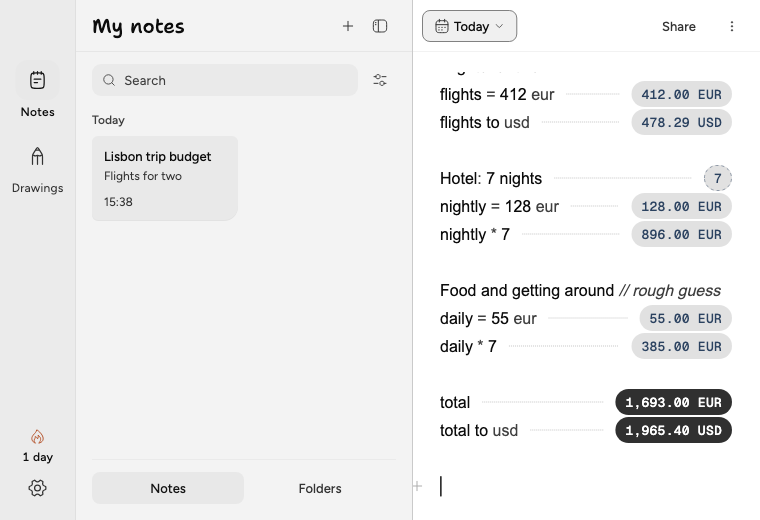 My notes
Today
Share
Search
Notes
Drawings
Today
Lisbon trip budget
Flights for two
15:38
flights = 412 eur 412.00 EUR
flights to usd 478.29 USD
Hotel: 7 nights 7
nightly = 128 eur 128.00 EUR
nightly * 7 896.00 EUR
Food and getting around // rough guess
daily = 55 eur 55.00 EUR
daily * 7 385.00 EUR
total 1,693.00 EUR
total to usd 1,965.40 USD
1 day
Notes
Folders